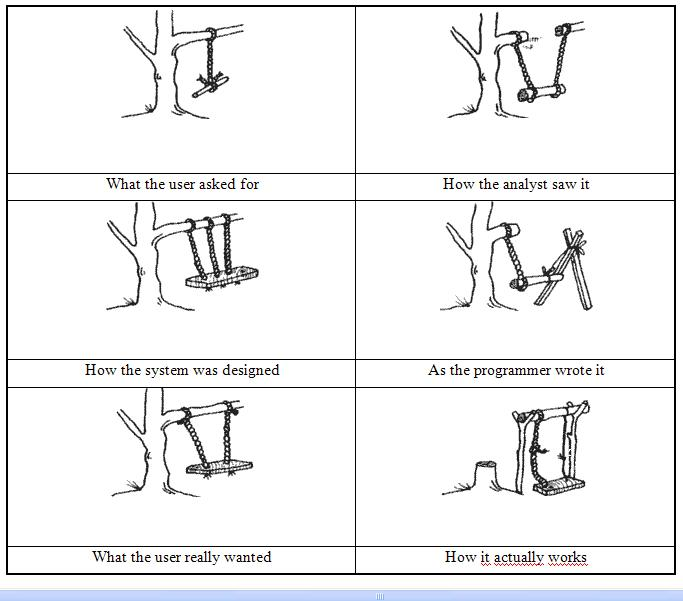 What the user asked for
How the analyst saw it
How the system was designed
As the programmer wrote it
What the user really wanted
How it actually works